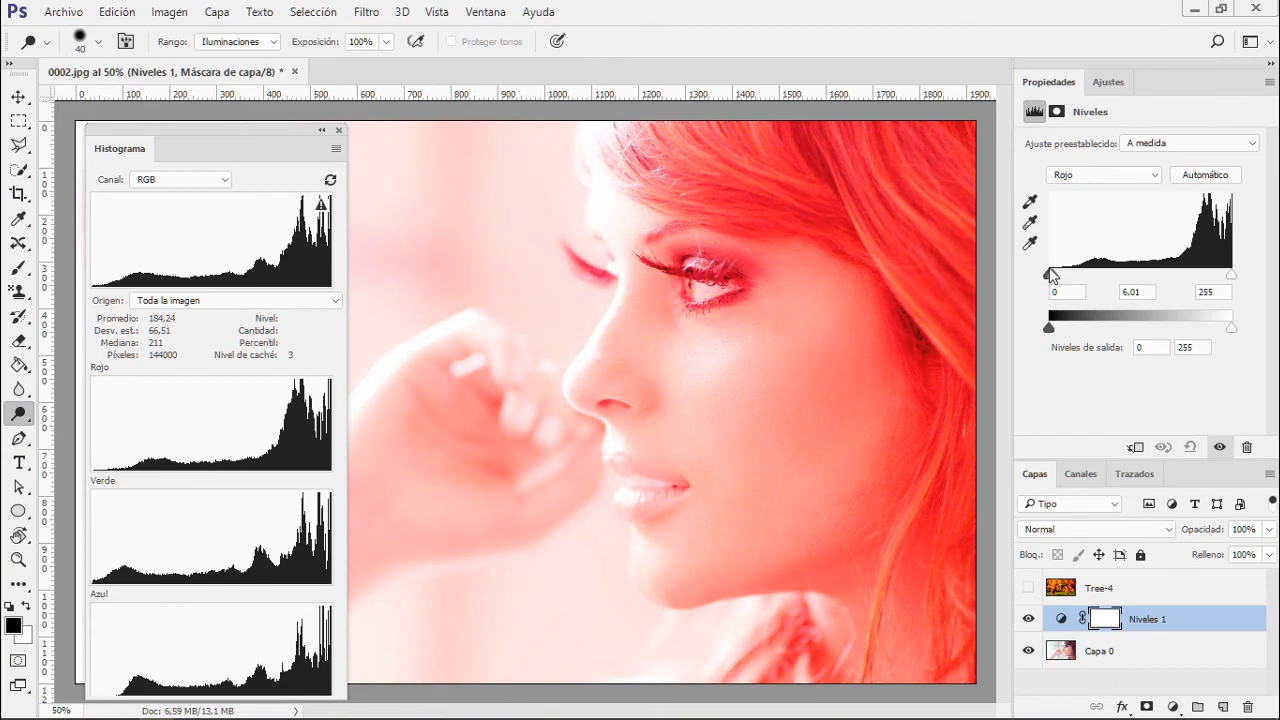 Ps Archivo Edición Imagen Capa Texto Selección Filtro 3D Vista Ventana Ayuda
40 Rango: Iluminaciones Exposición: 100% Proteger tonos
0002.jpg al 50% (Niveles 1, Máscara de capa/8) * ×
0 100 200 300 400 500 600 700 800 900 1000 1100 1200 1300 1400 1500 1600 1700 1800 1900
Histograma
Canal: RGB
Origen: Toda la imagen
Promedio: 184,24 Nivel:
Desv. est: 66,51 Cantidad:
Mediana: 211 Percentil:
Píxeles: 144000 Nivel de caché: 3
Rojo
Verde
Azul
50% Doc: 6,59 MB/13,1 MB
Propiedades Ajustes
Niveles
Ajuste preestablecido: A medida
Rojo Automático
0 6,01 255
Niveles de salida: 0 255
Capas Canales Trazados
Tipo
Normal Opacidad: 100%
Bloq.: Relleno: 100%
Tree-4
Niveles 1
Capa 0
fx